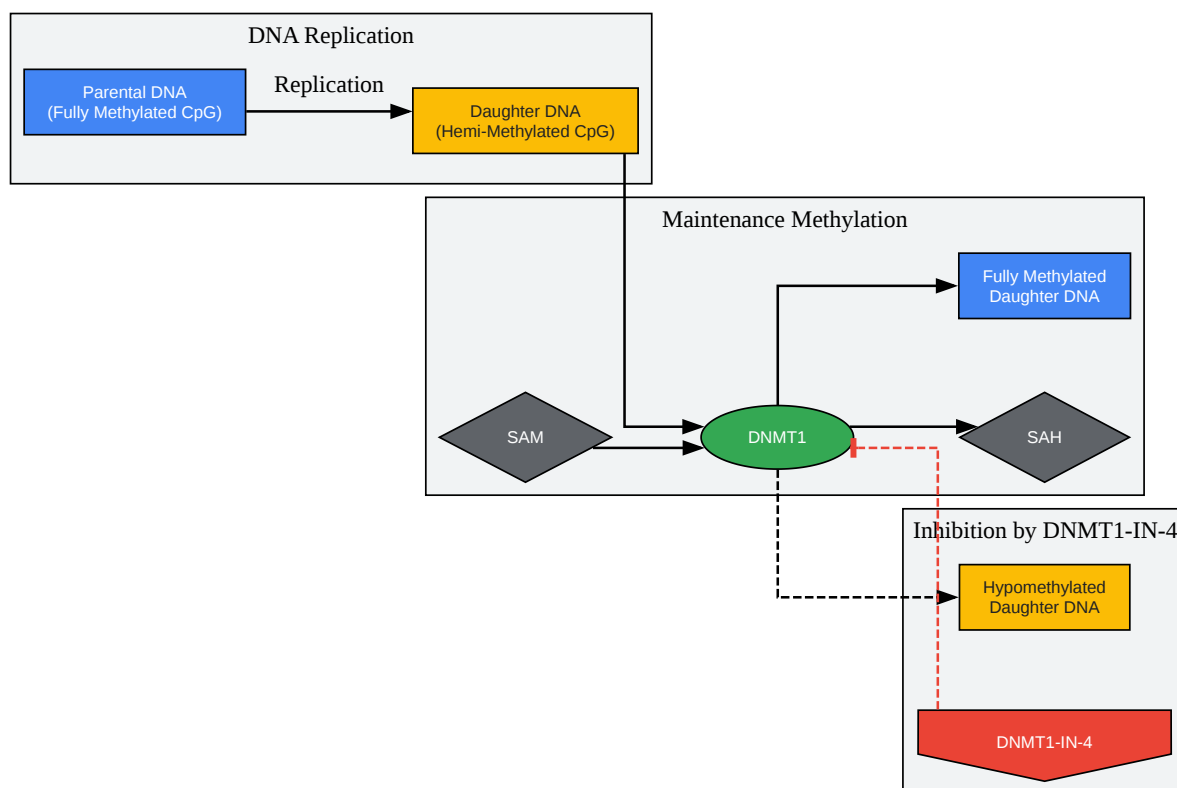 DNA Replication
Parental DNA
(Fully Methylated CpG)
Replication
Daughter DNA
(Hemi-Methylated CpG)
Maintenance Methylation
Fully Methylated
Daughter DNA
SAM
DNMT1
SAH
Inhibition by DNMT1-IN-4
Hypomethylated
Daughter DNA
DNMT1-IN-4